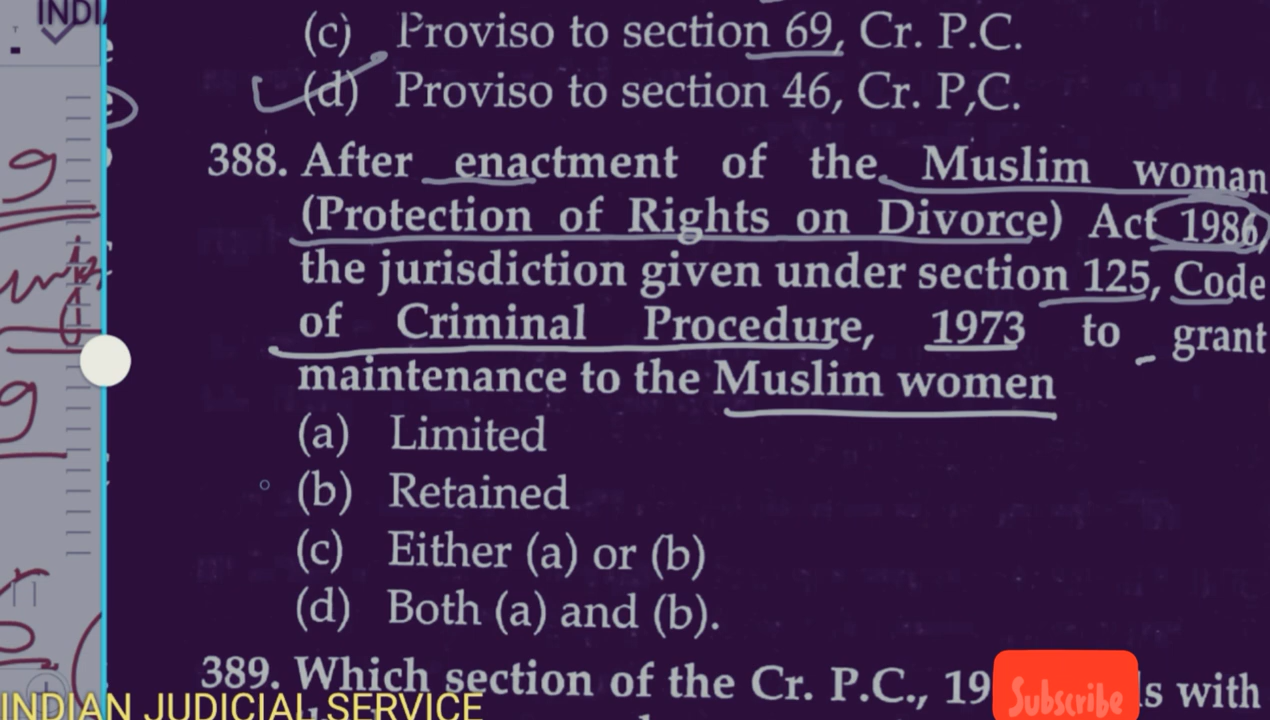 INDIA
(c) Proviso to section 69, Cr. P.C.
(d) Proviso to section 46, Cr. P,C.
388. After enactment of the Muslim woman
(Protection of Rights on Divorce) Act 1986,
the jurisdiction given under section 125, Code
of Criminal Procedure, 1973 to grant
maintenance to the Muslim women
(a) Limited
(b) Retained
(c) Either (a) or (b)
(d) Both (a) and (b).
389. Which section of the Cr. P.C., 19 s with
INDIAN JUDICIAL SERVICE
Subscribe